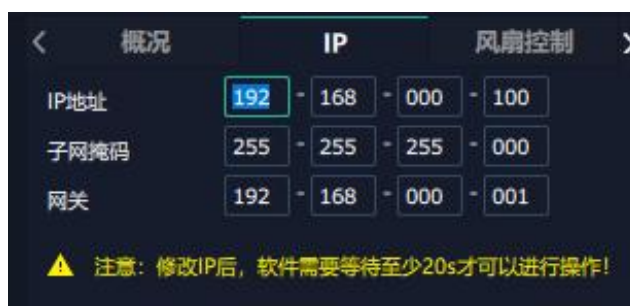 概况 IP 风扇控制
IP地址 192 - 168 - 000 - 100
子网掩码 255 - 255 - 255 - 000
网关 192 - 168 - 000 - 001
注意：修改IP后，软件需要等待至少20s才可以进行操作！